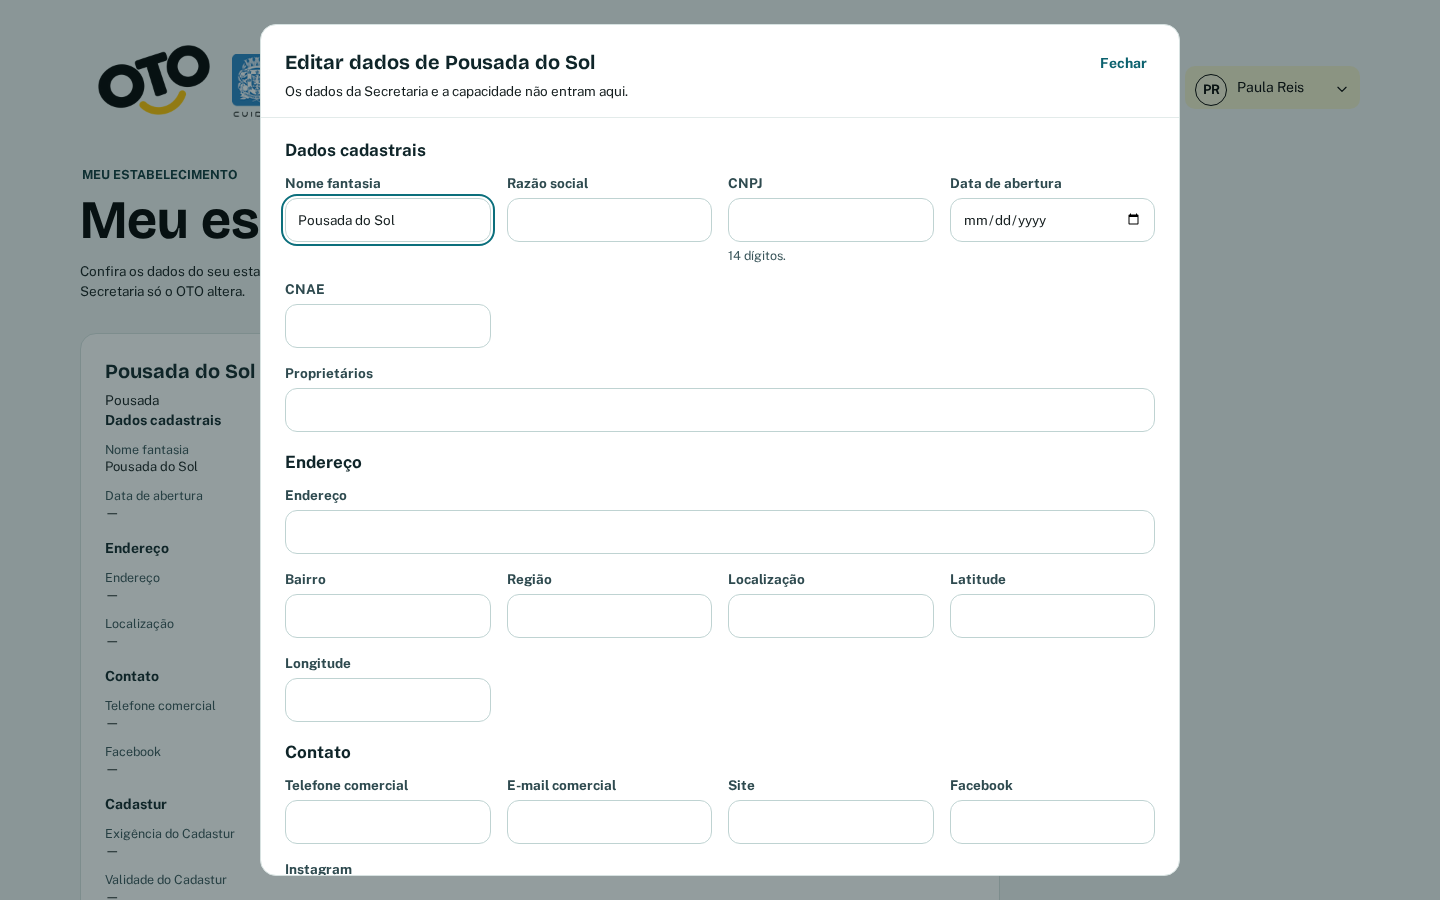 Editar dados de Pousada do Sol
Fechar
Os dados da Secretaria e a capacidade não entram aqui.
OTO
PR Paula Reis
MEU ESTABELECIMENTO
Meu es
Confira os dados do seu esta
Secretaria só o OTO altera.
Pousada do Sol
Pousada
Dados cadastrais
Nome fantasia
Pousada do Sol
Data de abertura
—
Endereço
Endereço
—
Localização
—
Contato
Telefone comercial
—
Facebook
—
Cadastur
Exigência do Cadastur
—
Validade do Cadastur
—
Dados cadastrais
Nome fantasia Razão social CNPJ Data de abertura
Pousada do Sol mm/dd/yyyy
14 dígitos.
CNAE
Proprietários
Endereço
Endereço
Bairro Região Localização Latitude
Longitude
Contato
Telefone comercial E-mail comercial Site Facebook
Instagram